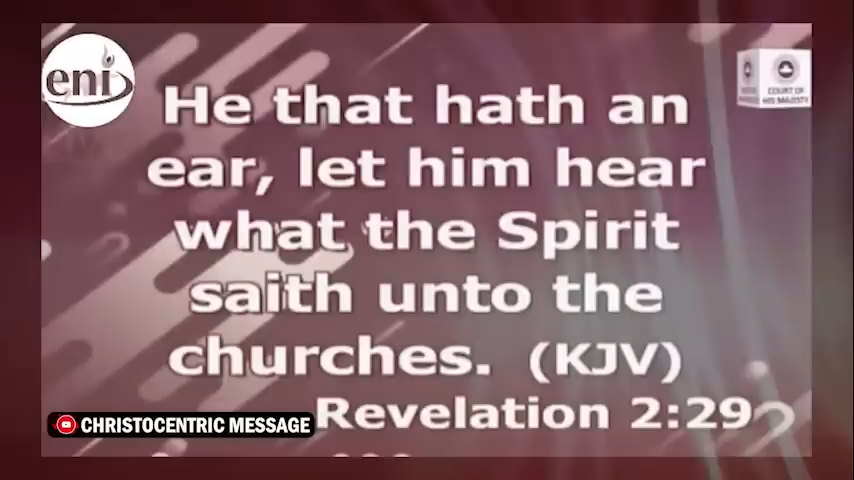 eni
COURT OF
HIS MAJESTY
He that hath an
ear, let him hear
what the Spirit
saith unto the
churches. (KJV)
Revelation 2:29
CHRISTOCENTRIC MESSAGE